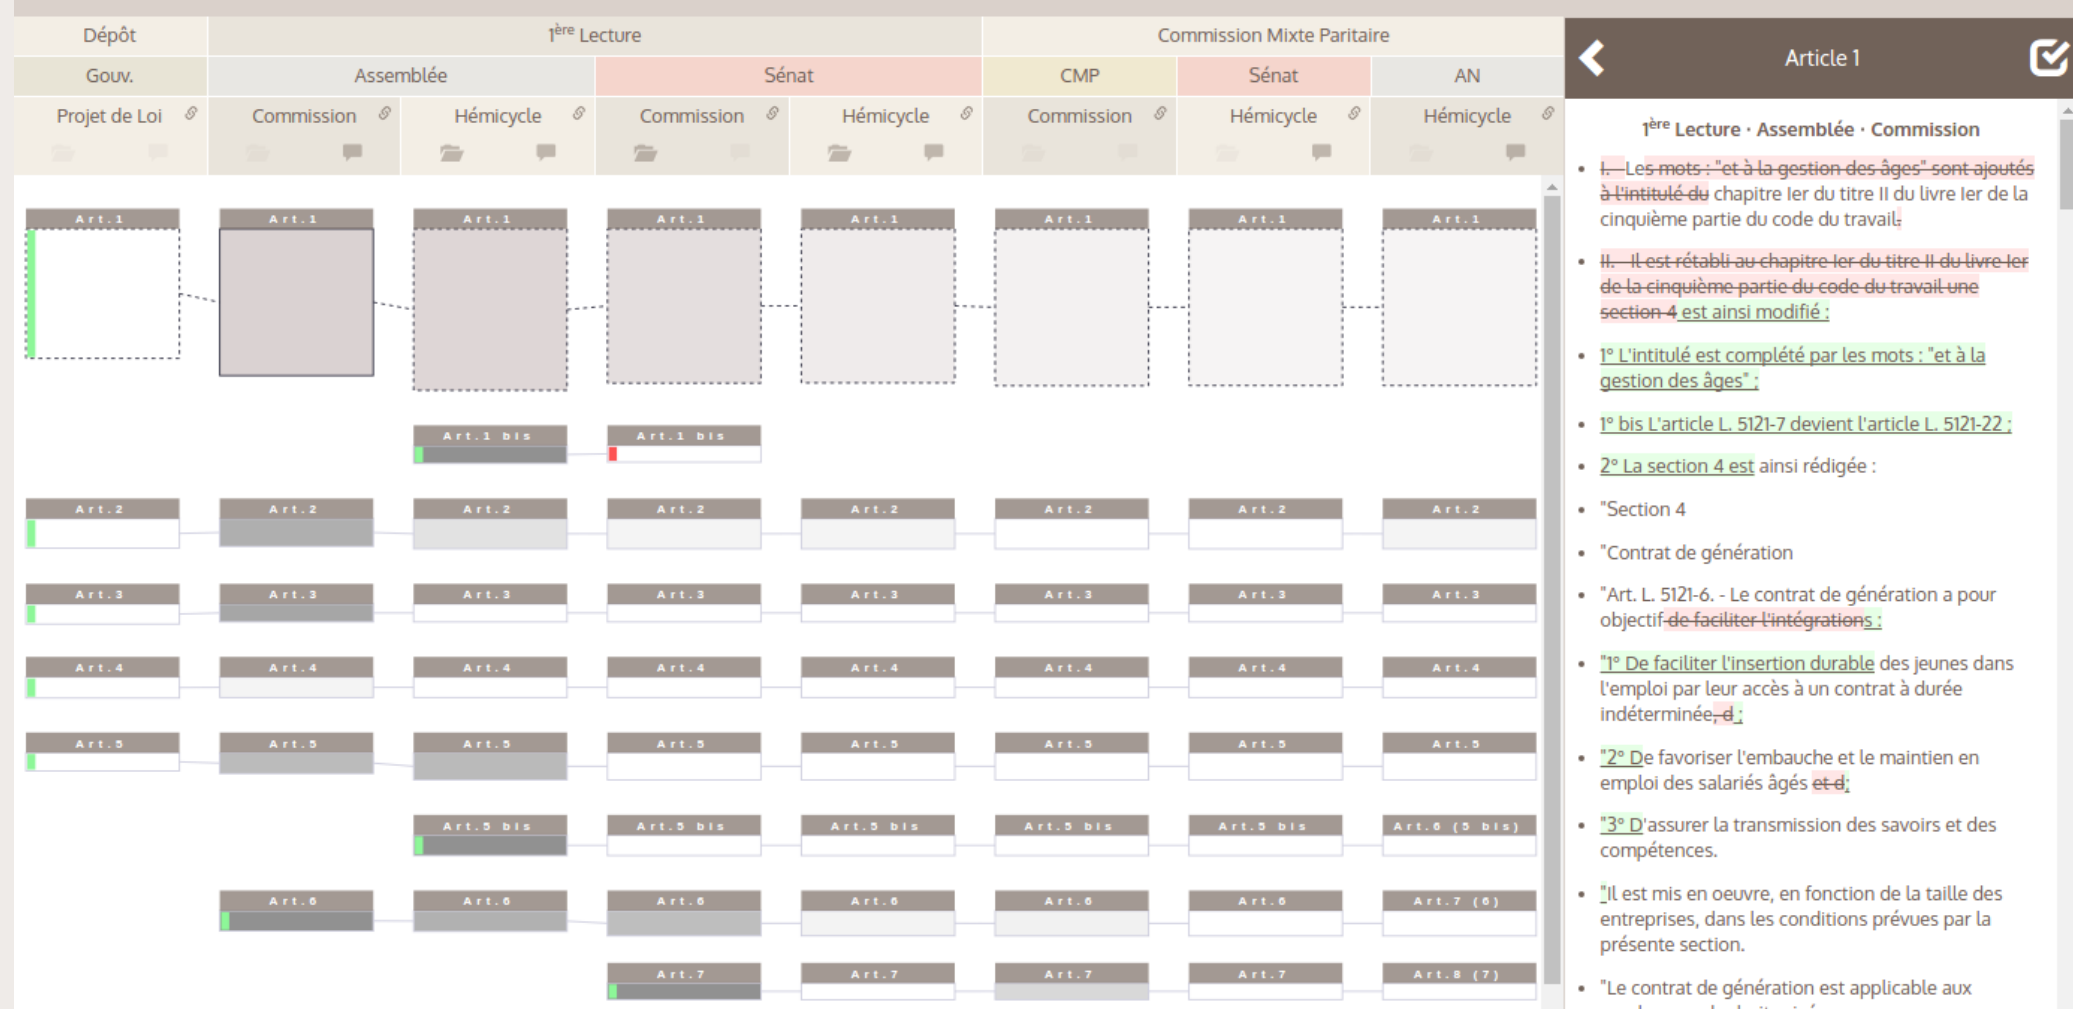 Dépôt 1ère Lecture Commission Mixte Paritaire
Gouv. Assemblée Sénat CMP Sénat AN
Projet de Loi Commission Hémicycle Commission Hémicycle Commission Hémicycle Hémicycle
Art.1 Art.1 Art.1 Art.1 Art.1 Art.1 Art.1 Art.1
Art.1 bis Art.1 bis
Art.2 Art.2 Art.2 Art.2 Art.2 Art.2 Art.2 Art.2
Art.3 Art.3 Art.3 Art.3 Art.3 Art.3 Art.3 Art.3
Art.4 Art.4 Art.4 Art.4 Art.4 Art.4 Art.4 Art.4
Art.5 Art.5 Art.5 Art.5 Art.5 Art.5 Art.5 Art.5
Art.5 bis Art.5 bis Art.5 bis Art.5 bis Art.5 bis Art.6 (5 bis)
Art.6 Art.6 Art.6 Art.6 Art.6 Art.6 Art.7 (6)
Art.7 Art.7 Art.7 Art.7 Art.8 (7)
Article 1
1ère Lecture · Assemblée · Commission
I. - Les mots : "et à la gestion des âges" sont ajoutés
à l'intitulé du chapitre Ier du titre II du livre Ier de la
cinquième partie du code du travail.
II. - Il est rétabli au chapitre Ier du titre II du livre Ier
de la cinquième partie du code du travail une
section 4 est ainsi modifié :
1° L'intitulé est complété par les mots : "et à la
gestion des âges" ;
1° bis L'article L. 5121-7 devient l'article L. 5121-22 ;
2° La section 4 est ainsi rédigée :
"Section 4
"Contrat de génération
"Art. L. 5121-6. - Le contrat de génération a pour
objectif de faciliter l'intégrations :
"1° De faciliter l'insertion durable des jeunes dans
l'emploi par leur accès à un contrat à durée
indéterminée, d ;
"2° De favoriser l'embauche et le maintien en
emploi des salariés âgés et d;
"3° D'assurer la transmission des savoirs et des
compétences.
"Il est mis en oeuvre, en fonction de la taille des
entreprises, dans les conditions prévues par la
présente section.
"Le contrat de génération est applicable aux